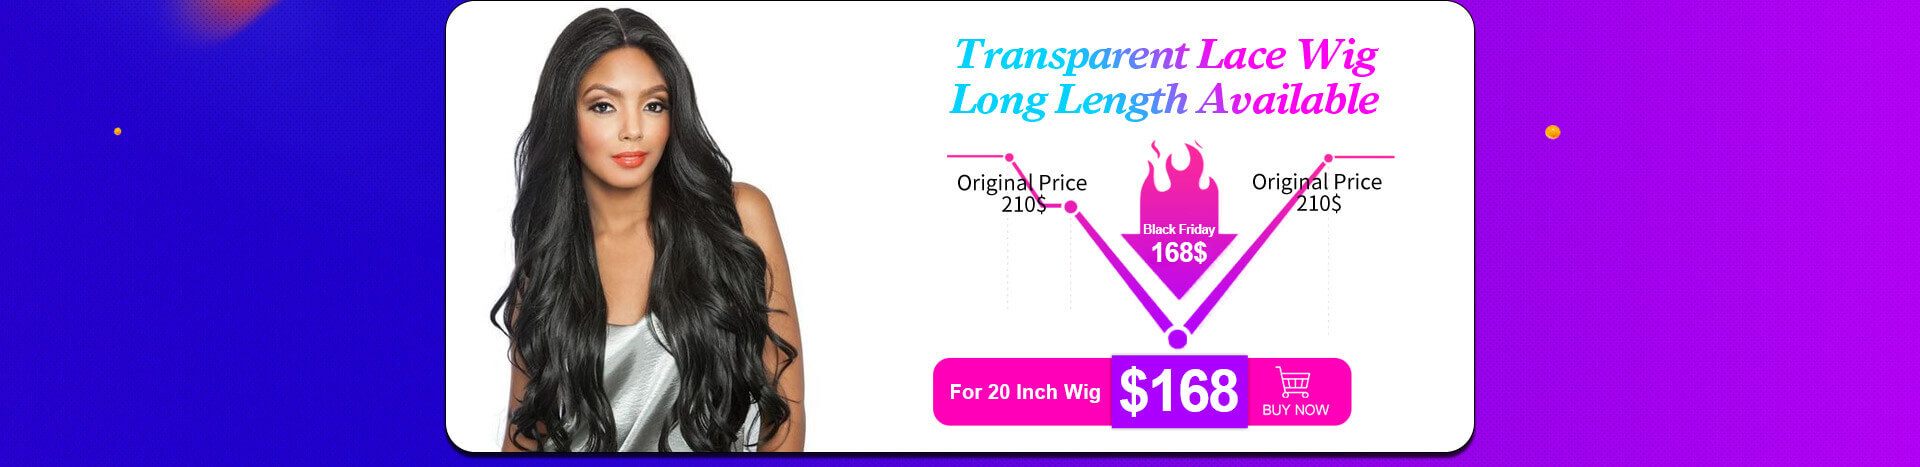 Transparent Lace Wig
Long Length Available
Original Price
210$
Original Price
210$
Black Friday
168$
For 20 Inch Wig
$168
BUY NOW